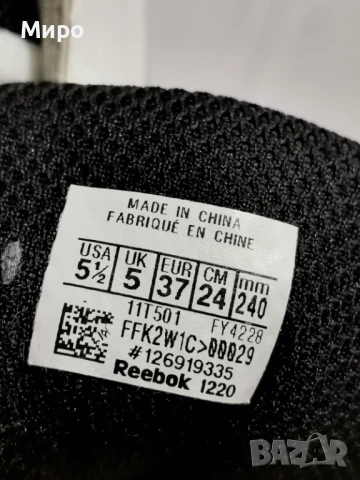 Миро
MADE IN CHINA
FABRIQUÉ EN CHINE
USA UK EUR CM mm
5½ 5 37 24 240
11T501 FY4228
FFK2W1C>00029
#126919335
Reebok 1220
BAZAR